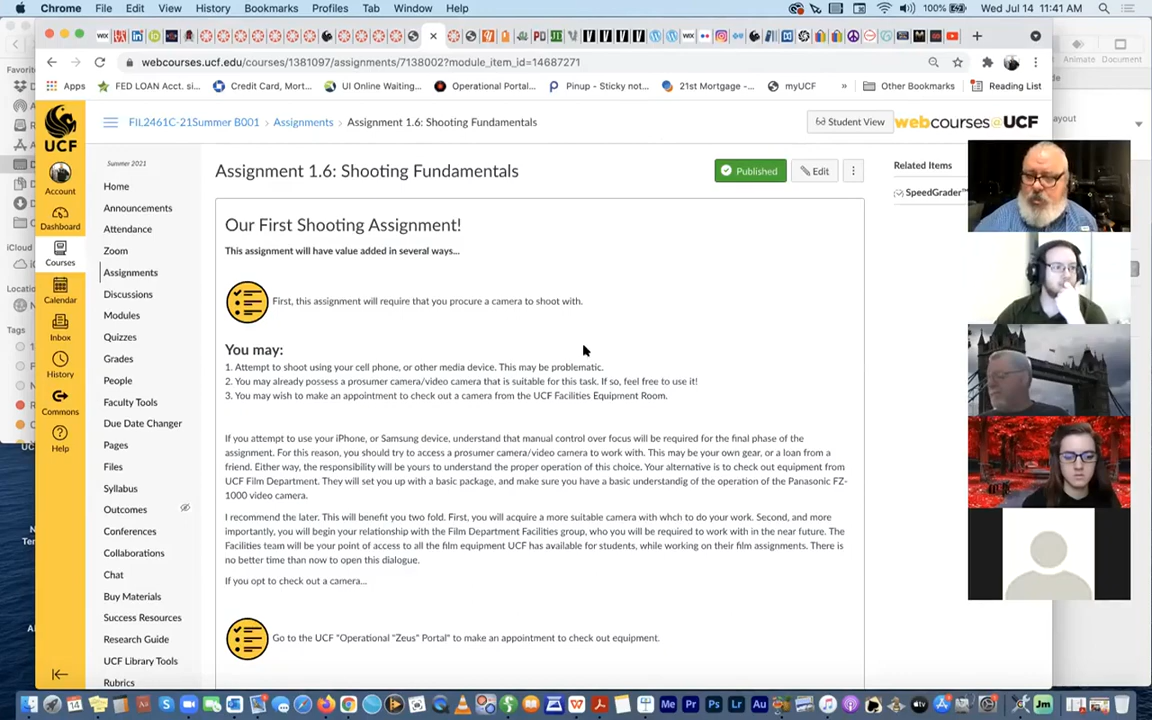 Chrome File Edit View History Bookmarks Profiles Tab Window Help 100% Wed Jul 14 11:41 AM
webcourses.ucf.edu/courses/1381097/assignments/7138002?module_item_id=14687271
Apps FED LOAN Acct. si... Credit Card, Mort... UI Online Waiting... Operational Portal... Pinup - Sticky not... 21st Mortgage -... myUCF » Other Bookmarks Reading List
Animate Document
Favorites
iCloud
Locations
Tags
UCF
Account
Dashboard
Courses
Calendar
Inbox
History
Commons
Help
FIL2461C-21Summer B001 › Assignments › Assignment 1.6: Shooting Fundamentals
Student View webcourses@UCF
Summer 2021
Home
Announcements
Attendance
Zoom
Assignments
Discussions
Modules
Quizzes
Grades
People
Faculty Tools
Due Date Changer
Pages
Files
Syllabus
Outcomes
Conferences
Collaborations
Chat
Buy Materials
Success Resources
Research Guide
UCF Library Tools
Rubrics
Assignment 1.6: Shooting Fundamentals
Published Edit
Related Items
SpeedGrader™
Our First Shooting Assignment!
This assignment will have value added in several ways...
First, this assignment will require that you procure a camera to shoot with.
You may:
1. Attempt to shoot using your cell phone, or other media device. This may be problematic.
2. You may already possess a prosumer camera/video camera that is suitable for this task. If so, feel free to use it!
3. You may wish to make an appointment to check out a camera from the UCF Facilities Equipment Room.
If you attempt to use your iPhone, or Samsung device, understand that manual control over focus will be required for the final phase of the
assignment. For this reason, you should try to access a prosumer camera/video camera to work with. This may be your own gear, or a loan from a
friend. Either way, the responsibility will be yours to understand the proper operation of this choice. Your alternative is to check out equipment from
UCF Film Department. They will set you up with a basic package, and make sure you have a basic understandig of the operation of the Panasonic FZ-
1000 video camera.
I recommend the later. This will benefit you two fold. First, you will acquire a more suitable camera with whch to do your work. Second, and more
importantly, you will begin your relationship with the Film Department Facilities group, who you will be required to work with in the near future. The
Facilities team will be your point of access to all the film equipment UCF has available for students, while working on their film assignments. There is
no better time than now to open this dialogue.
If you opt to check out a camera...
Go to the UCF "Operational "Zeus" Portal" to make an appointment to check out equipment.
Me Pr Ps Lr Au Jm